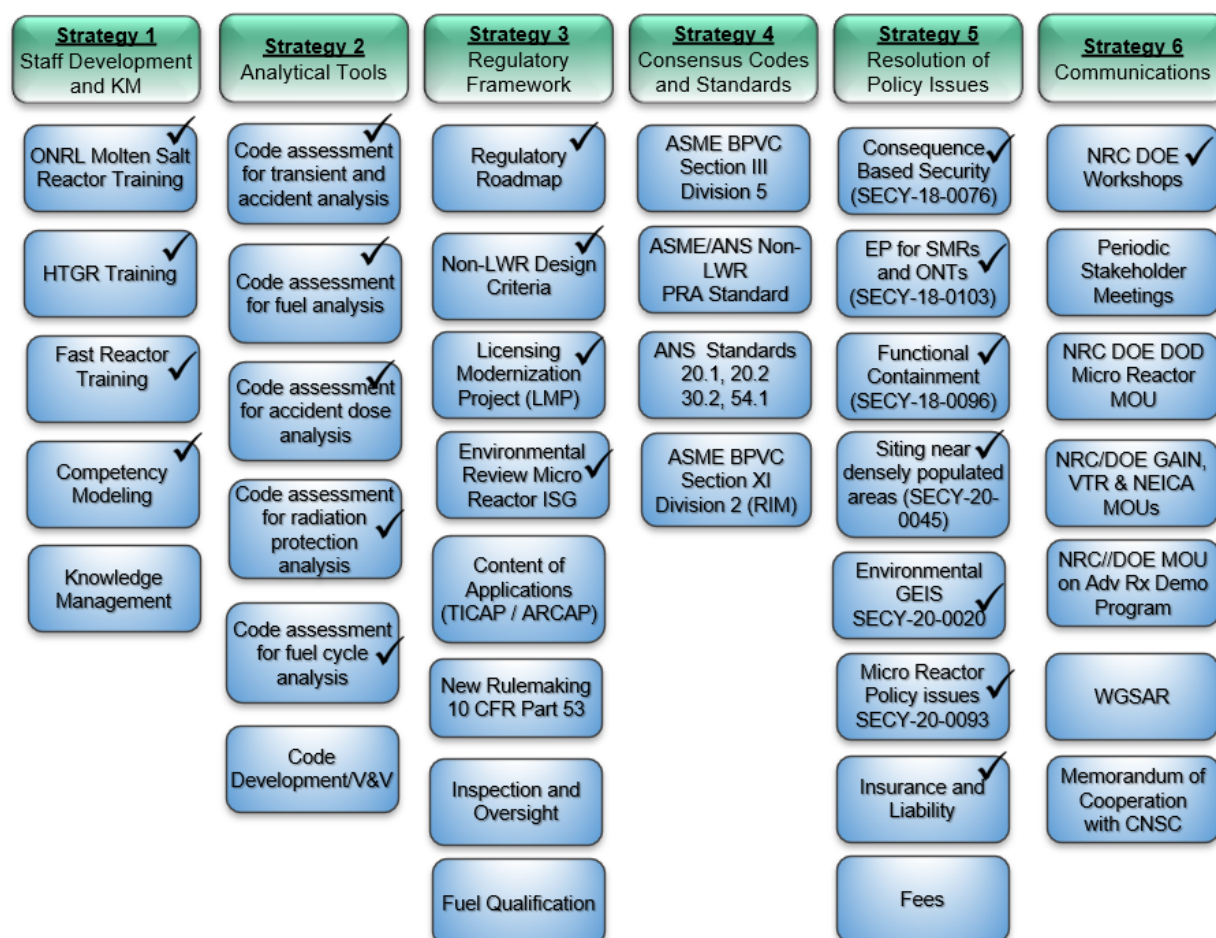 Strategy 1
Staff Development
and KM
ONRL Molten Salt
Reactor Training
HTGR Training
Fast Reactor
Training
Competency
Modeling
Knowledge
Management
Strategy 2
Analytical Tools
Code assessment
for transient and
accident analysis
Code assessment
for fuel analysis
Code assessment
for accident dose
analysis
Code assessment
for radiation
protection
analysis
Code assessment
for fuel cycle
analysis
Code
Development/V&V
Strategy 3
Regulatory
Framework
Regulatory
Roadmap
Non-LWR Design
Criteria
Licensing
Modernization
Project (LMP)
Environmental
Review Micro
Reactor ISG
Content of
Applications
(TICAP / ARCAP)
New Rulemaking
10 CFR Part 53
Inspection and
Oversight
Fuel Qualification
Strategy 4
Consensus Codes
and Standards
ASME BPVC
Section III
Division 5
ASME/ANS Non-
LWR
PRA Standard
ANS Standards
20.1, 20.2
30.2, 54.1
ASME BPVC
Section XI
Division 2 (RIM)
Strategy 5
Resolution of
Policy Issues
Consequence
Based Security
(SECY-18-0076)
EP for SMRs
and ONTs
(SECY-18-0103)
Functional
Containment
(SECY-18-0096)
Siting near
densely populated
areas (SECY-20-
0045)
Environmental
GEIS
SECY-20-0020
Micro Reactor
Policy issues
SECY-20-0093
Insurance and
Liability
Fees
Strategy 6
Communications
NRC DOE
Workshops
Periodic
Stakeholder
Meetings
NRC DOE DOD
Micro Reactor
MOU
NRC/DOE GAIN,
VTR & NEICA
MOUs
NRC//DOE MOU
on Adv Rx Demo
Program
WGSAR
Memorandum of
Cooperation
with CNSC